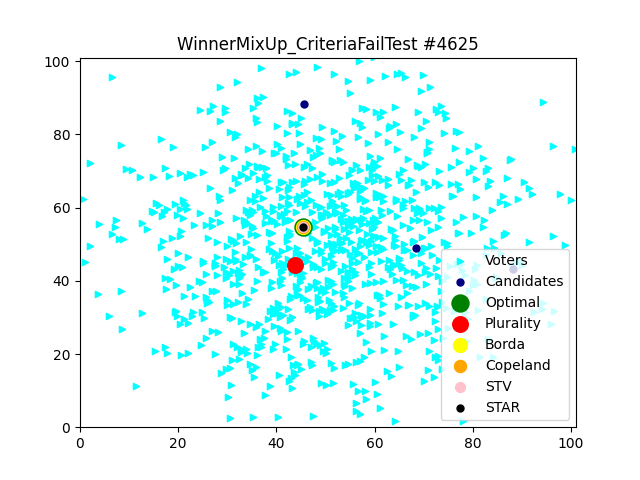 WinnerMixUp_CriteriaFailTest #4625
100
80
60
40
20
0
0
20
40
60
80
100
Voters
Candidates
Optimal
Plurality
Borda
Copeland
STV
STAR